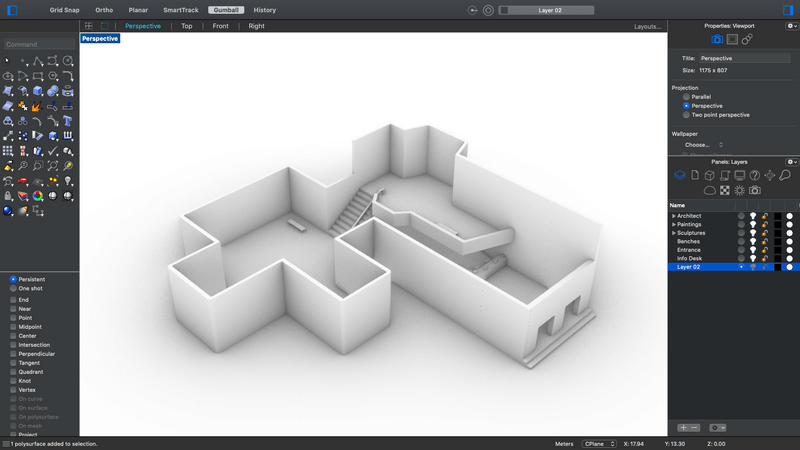 Grid Snap Ortho Planar SmartTrack Gumball History Layer 02
Perspective Top Front Right Layouts...
Perspective
Command
Properties: Viewport
Title: Perspective
Size: 1175 x 807
Projection
Parallel
Perspective
Two point perspective
Wallpaper
Choose...
Panels: Layers
Name
Architect
Paintings
Sculptures
Benches
Entrance
Info Desk
Layer 02
Persistent
One shot
End
Near
Point
Midpoint
Center
Intersection
Perpendicular
Tangent
Quadrant
Knot
Vertex
On curve
On surface
On polysurface
On mesh
Project
1 polysurface added to selection.
Meters CPlane X: 17.94 Y: 13.30 Z: 0.00